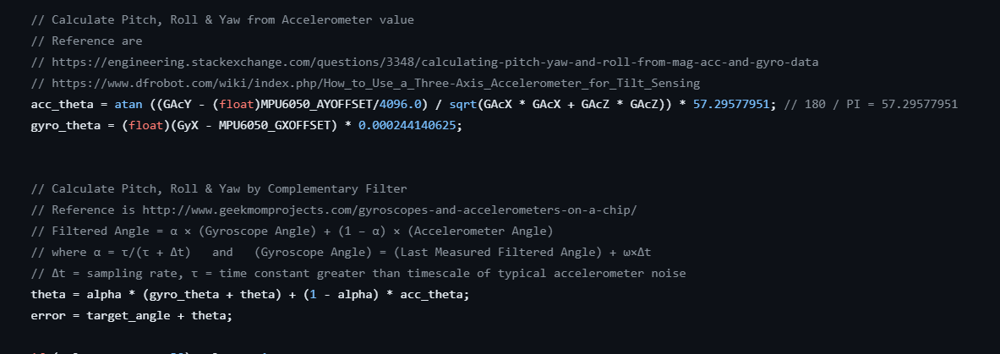 // Calculate Pitch, Roll & Yaw from Accelerometer value
// Reference are
// https://engineering.stackexchange.com/questions/3348/calculating-pitch-yaw-and-roll-from-mag-acc-and-gyro-data
// https://www.dfrobot.com/wiki/index.php/How_to_Use_a_Three-Axis_Accelerometer_for_Tilt_Sensing
acc_theta = atan ((GAcY - (float)MPU6050_AYOFFSET/4096.0) / sqrt(GAcX * GAcX + GAcZ * GAcZ)) * 57.29577951; // 180 / PI = 57.29577951
gyro_theta = (float)(GyX - MPU6050_GXOFFSET) * 0.000244140625;
// Calculate Pitch, Roll & Yaw by Complementary Filter
// Reference is http://www.geekmomprojects.com/gyroscopes-and-accelerometers-on-a-chip/
// Filtered Angle = α × (Gyroscope Angle) + (1 − α) × (Accelerometer Angle)
// where α = τ/(τ + Δt)   and   (Gyroscope Angle) = (Last Measured Filtered Angle) + ω×Δt
// Δt = sampling rate, τ = time constant greater than timescale of typical accelerometer noise
theta = alpha * (gyro_theta + theta) + (1 - alpha) * acc_theta;
error = target_angle + theta;